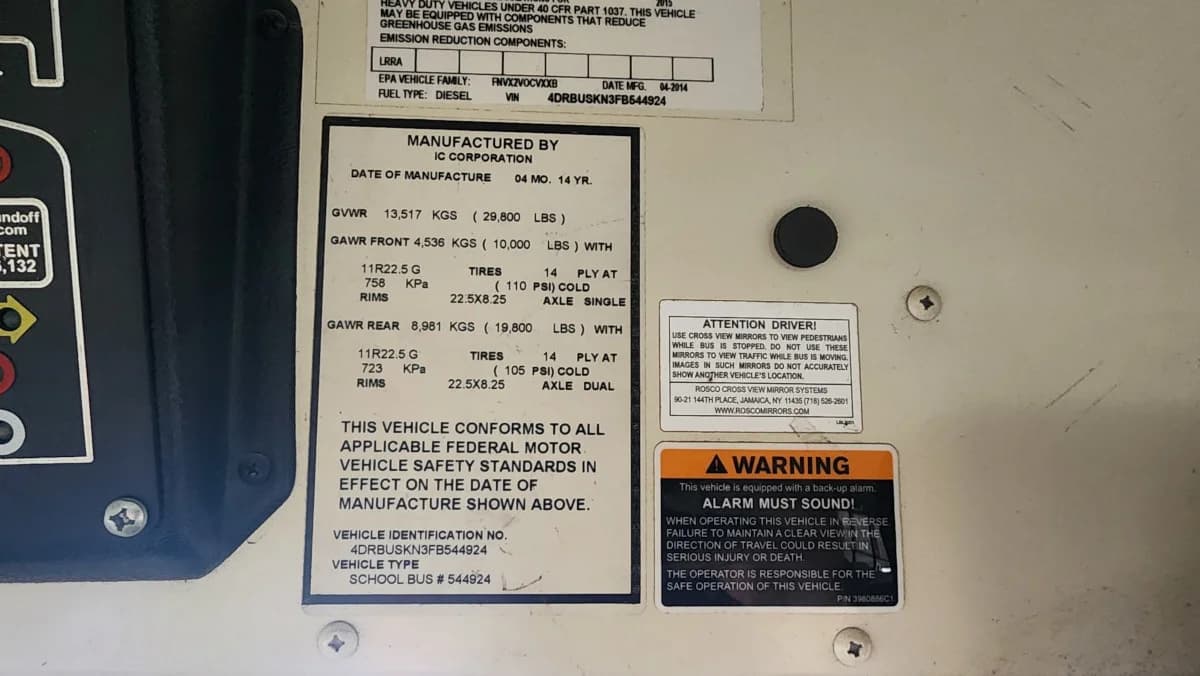 2015
HEAVY DUTY VEHICLES UNDER 40 CFR PART 1037. THIS VEHICLE
MAY BE EQUIPPED WITH COMPONENTS THAT REDUCE
GREENHOUSE GAS EMISSIONS
EMISSION REDUCTION COMPONENTS:
LRRA
EPA VEHICLE FAMILY: FNVX2VOCVXXB DATE MFG. 04-2014
FUEL TYPE: DIESEL VIN 4DRBUSKN3FB544924
MANUFACTURED BY
IC CORPORATION
DATE OF MANUFACTURE 04 MO. 14 YR.
GVWR 13,517 KGS ( 29,800 LBS )
GAWR FRONT 4,536 KGS ( 10,000 LBS ) WITH
11R22.5 G TIRES 14 PLY AT
758 KPa ( 110 PSI) COLD
RIMS 22.5X8.25 AXLE SINGLE
GAWR REAR 8,981 KGS ( 19,800 LBS ) WITH
11R22.5 G TIRES 14 PLY AT
723 KPa ( 105 PSI) COLD
RIMS 22.5X8.25 AXLE DUAL
THIS VEHICLE CONFORMS TO ALL
APPLICABLE FEDERAL MOTOR
VEHICLE SAFETY STANDARDS IN
EFFECT ON THE DATE OF
MANUFACTURE SHOWN ABOVE.
VEHICLE IDENTIFICATION NO.
4DRBUSKN3FB544924
VEHICLE TYPE
SCHOOL BUS # 544924
ATTENTION DRIVER!
USE CROSS VIEW MIRRORS TO VIEW PEDESTRIANS
WHILE BUS IS STOPPED. DO NOT USE THESE
MIRRORS TO VIEW TRAFFIC WHILE BUS IS MOVING.
IMAGES IN SUCH MIRRORS DO NOT ACCURATELY
SHOW ANOTHER VEHICLE'S LOCATION.
ROSCO CROSS VIEW MIRROR SYSTEMS
90-21 144TH PLACE, JAMAICA, NY 11435 (718) 526-2601
WWW.ROSCOMIRRORS.COM
WARNING
This vehicle is equipped with a back-up alarm.
ALARM MUST SOUND!
WHEN OPERATING THIS VEHICLE IN REVERSE
FAILURE TO MAINTAIN A CLEAR VIEW IN THE
DIRECTION OF TRAVEL COULD RESULT IN
SERIOUS INJURY OR DEATH.
THE OPERATOR IS RESPONSIBLE FOR THE
SAFE OPERATION OF THIS VEHICLE.
P/N 3980866C1
ndoff
com
TENT
,132